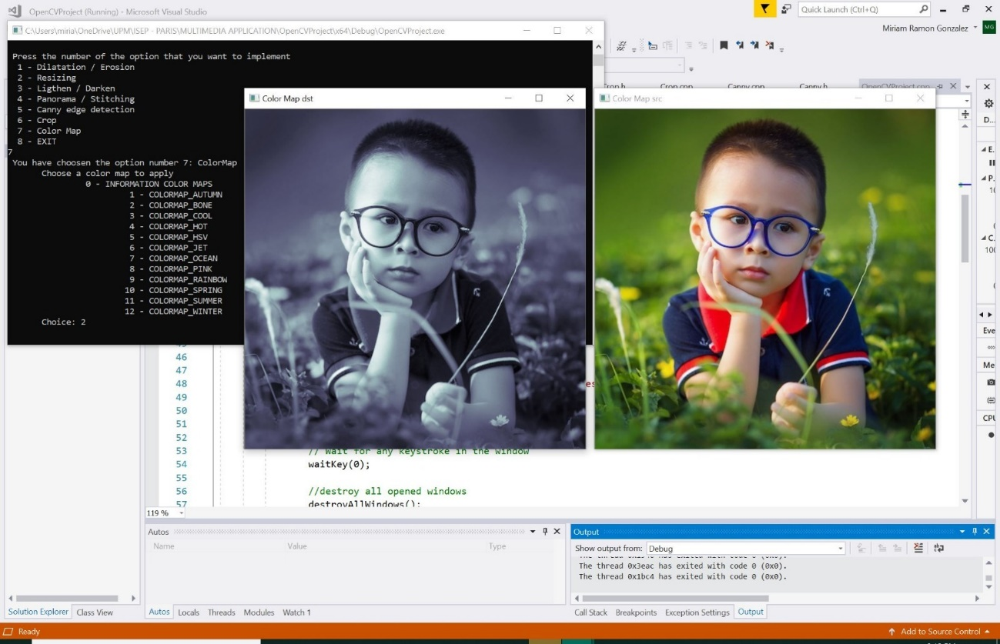 OpenCVProject (Running) - Microsoft Visual Studio
Quick Launch (Ctrl+Q)
Miriam Ramon Gonzalez
MG
C:\Users\miria\OneDrive\UPM\ISEP - PARIS\MULTIMEDIA APPLICATION\OpenCVProject\x64\Debug\OpenCVProject.exe
Press the number of the option that you want to implement
1 - Dilatation / Erosion
2 - Resizing
3 - Ligthen / Darken
4 - Panorama / Stitching
5 - Canny edge detection
6 - Crop
7 - Color Map
8 - EXIT
7
You have choosen the option number 7: ColorMap
Choose a color map to apply
0 - INFORMATION COLOR MAPS
1 - COLORMAP_AUTUMN
2 - COLORMAP_BONE
3 - COLORMAP_COOL
4 - COLORMAP_HOT
5 - COLORMAP_HSV
6 - COLORMAP_JET
7 - COLORMAP_OCEAN
8 - COLORMAP_PINK
9 - COLORMAP_RAINBOW
10 - COLORMAP_SPRING
11 - COLORMAP_SUMMER
12 - COLORMAP_WINTER
Choice: 2
Crop.h Crop.cpp Canny.cpp Canny.h OpenCVProject.cpp
Color Map dst
Color Map src
D...
E.
P.
C.
Eve
Me
CPU
46
47
48
49
50
51
52
53 // Wait for any keystroke in the window
54 waitKey(0);
55
56 //destroy all opened windows
57 destroyAllWindows();
119 %
Autos
Name Value Type
Output
Show output from: Debug
The thread 0x3eac has exited with code 0 (0x0).
The thread 0x1bc4 has exited with code 0 (0x0).
Solution Explorer Class View
Autos Locals Threads Modules Watch 1
Call Stack Breakpoints Exception Settings Output
Ready
Add to Source Control